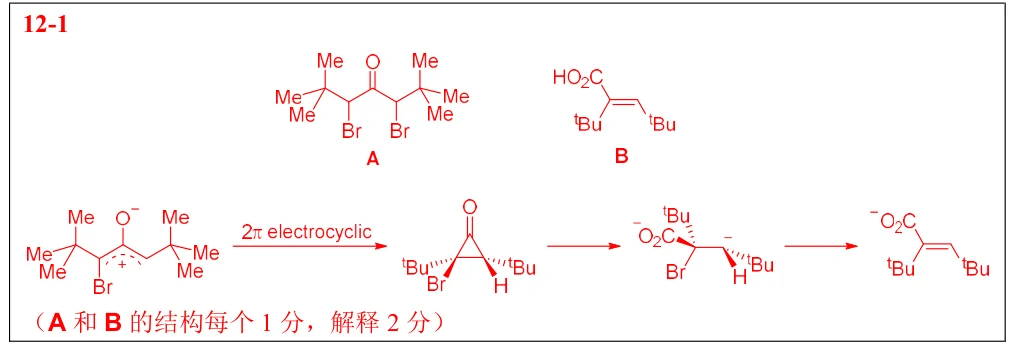 12-1
Me O Me
Me Me
Me Me
Br Br
A
HO₂C
ᵗBu ᵗBu
B
Me O⁻ Me
Me Me
Me + Me
Br
2π electrocyclic
O
ᵗBu ᵗBu
Br H
ᵗBu
⁻O₂C ⁻ ᵗBu
Br H
⁻O₂C
ᵗBu ᵗBu
（A 和 B 的结构每个 1 分，解释 2 分）